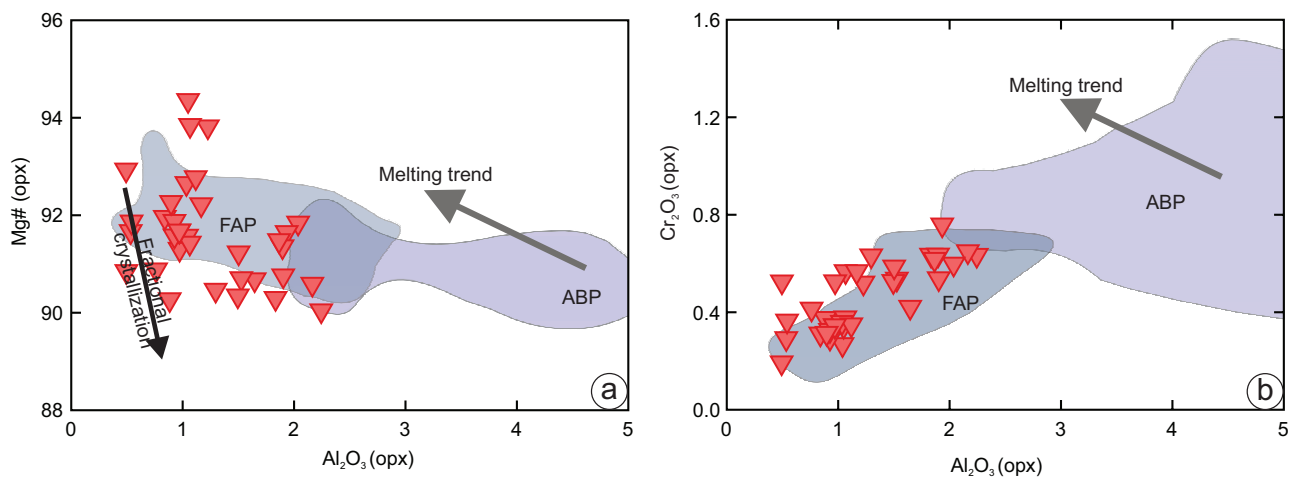 96
94
92
90
88
Mg# (opx)
0
1
2
3
4
5
Al₂O₃ (opx)
FAP
Melting trend
ABP
Fractional
crystallization
a
1.6
1.2
0.8
0.4
0.0
Cr₂O₃ (opx)
0
1
2
3
4
5
Al₂O₃ (opx)
Melting trend
ABP
FAP
b